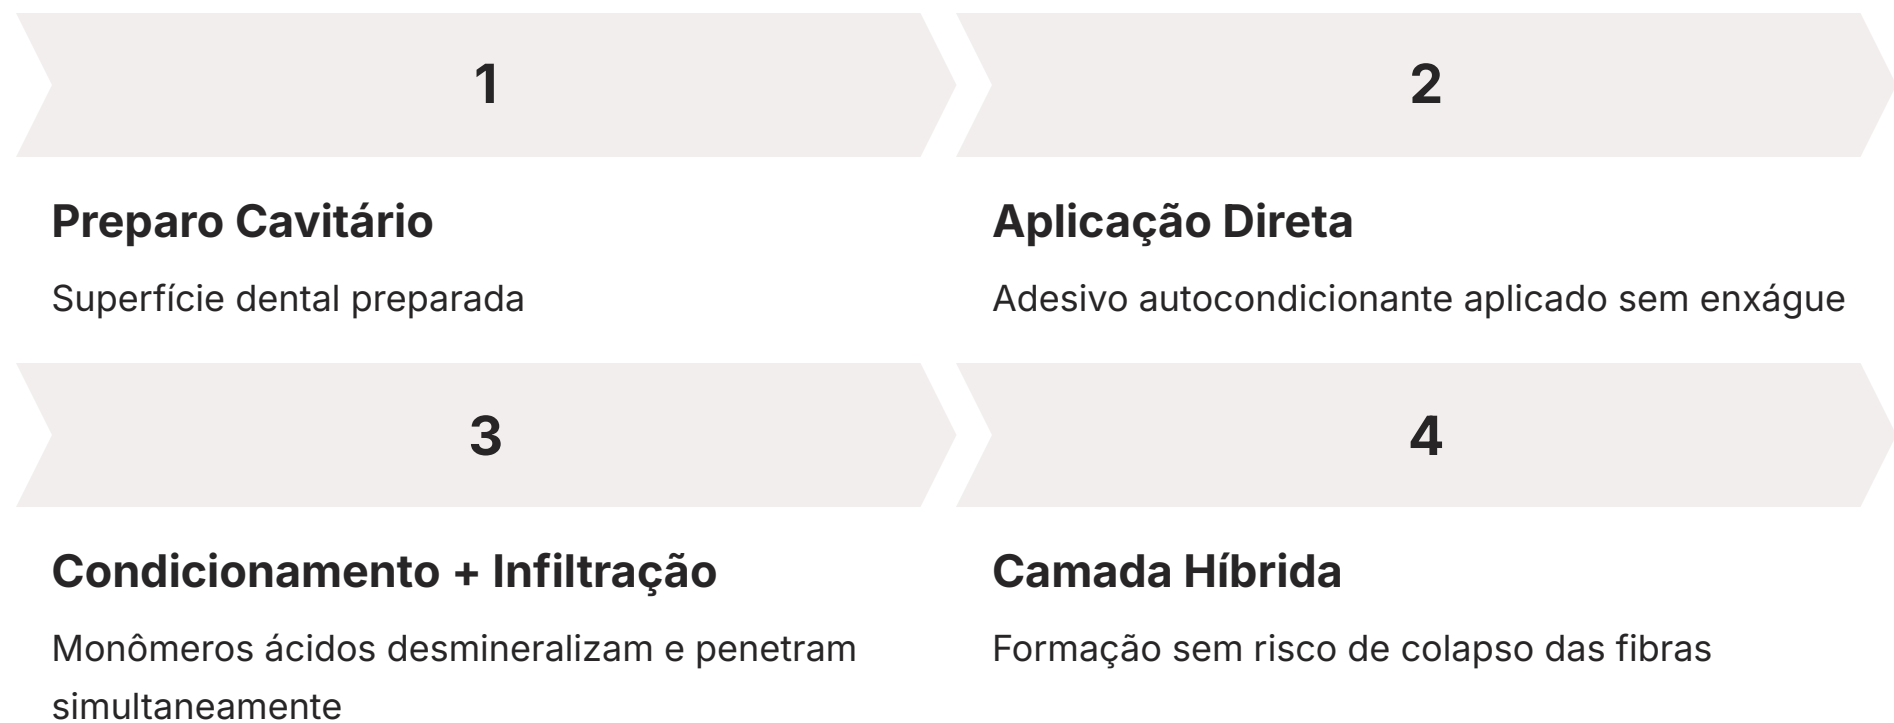 1
Preparo Cavitário
Superfície dental preparada
2
Aplicação Direta
Adesivo autocondicionante aplicado sem enxágue
3
Condicionamento + Infiltração
Monômeros ácidos desmineralizam e penetram
simultaneamente
4
Camada Híbrida
Formação sem risco de colapso das fibras